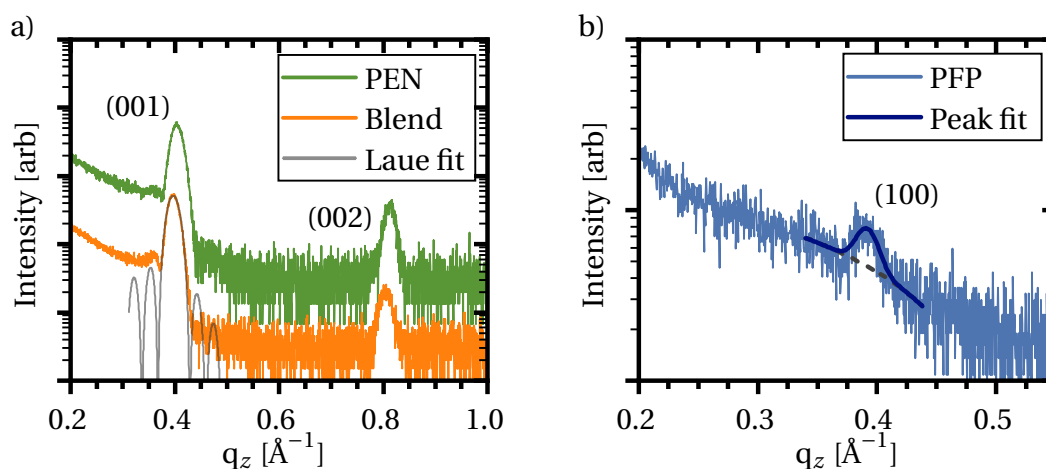 a)
Intensity [arb]
(001)
(002)
PEN
Blend
Laue fit
0.2 0.4 0.6 0.8 1.0
q_z [Å⁻¹]
b)
Intensity [arb]
PFP
Peak fit
(100)
0.2 0.3 0.4 0.5
q_z [Å⁻¹]